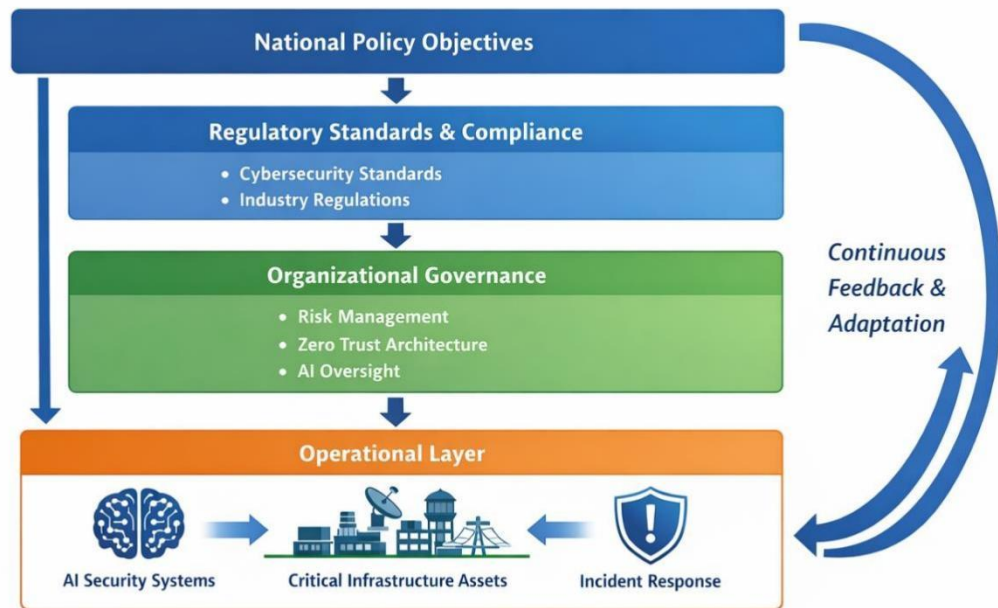 National Policy Objectives
Regulatory Standards & Compliance
• Cybersecurity Standards
• Industry Regulations
Organizational Governance
• Risk Management
• Zero Trust Architecture
• AI Oversight
Continuous
Feedback &
Adaptation
Operational Layer
AI Security Systems
Critical Infrastructure Assets
Incident Response